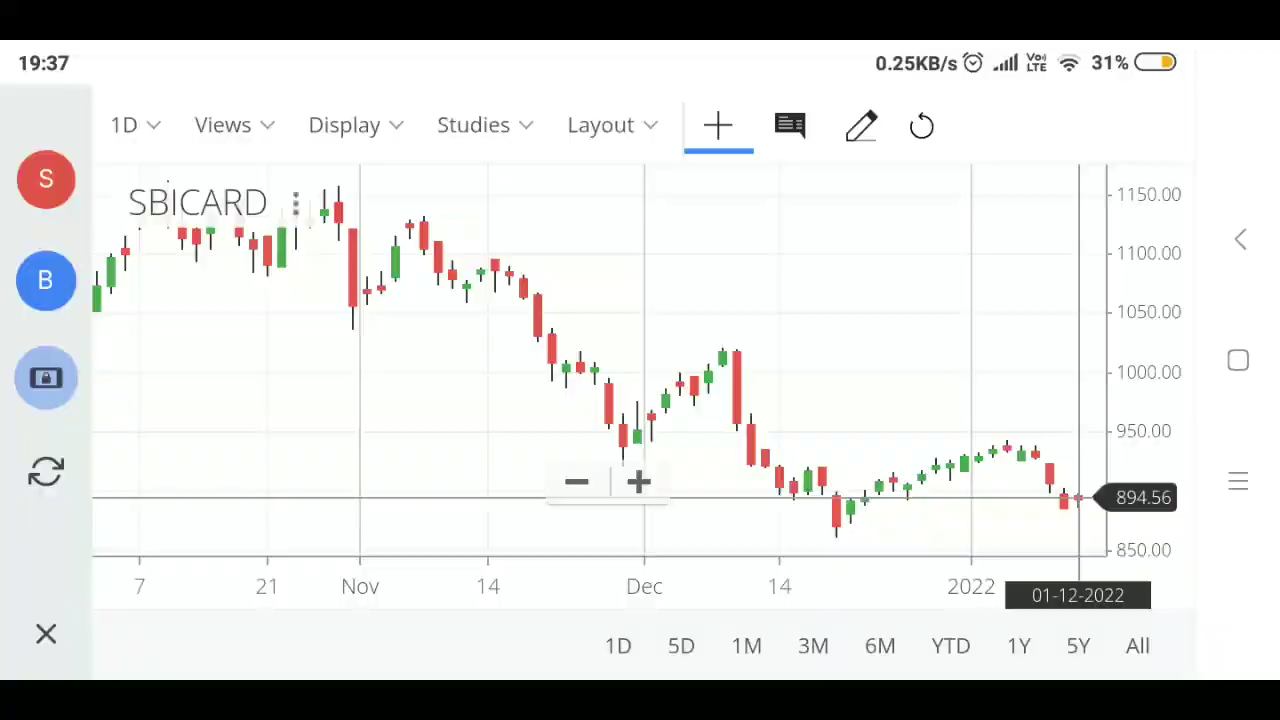 19:37 0.25KB/s Vo) LTE 31%
1D Views Display Studies Layout
S
SBICARD
B
1150.00
1100.00
1050.00
1000.00
950.00
894.56
850.00
7 21 Nov 14 Dec 14 2022 01-12-2022
1D 5D 1M 3M 6M YTD 1Y 5Y All